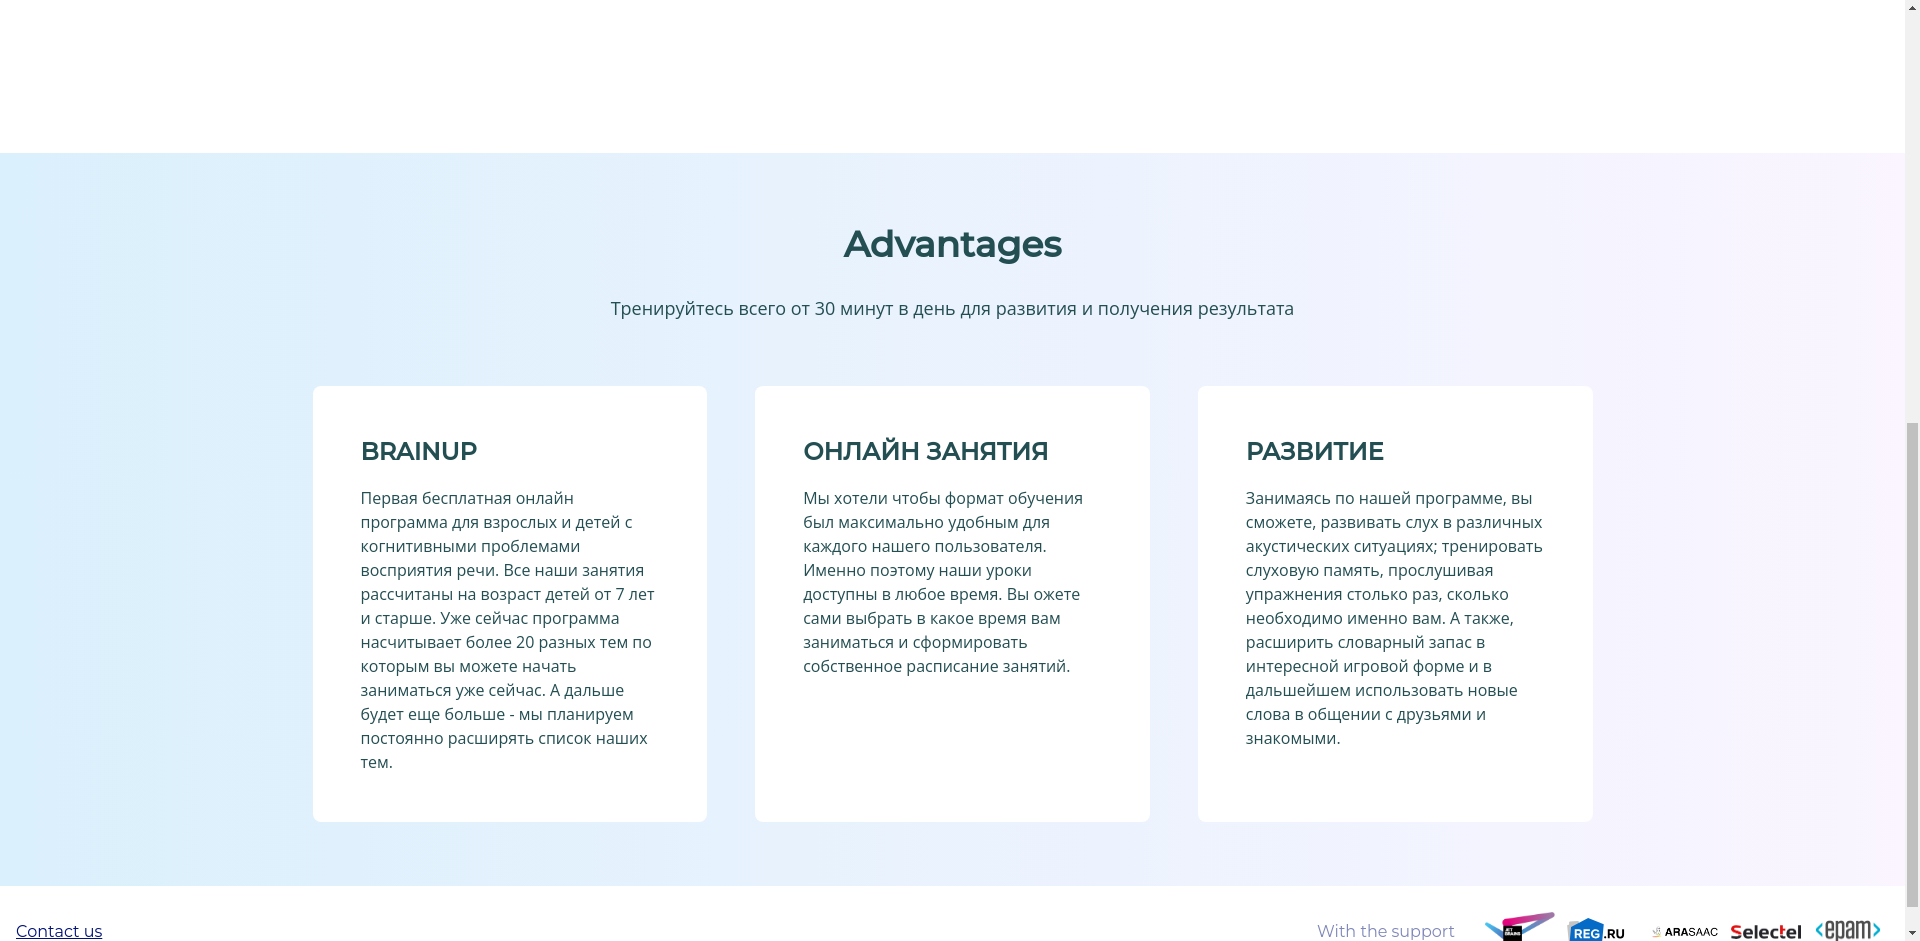 Advantages
Тренируйтесь всего от 30 минут в день для развития и получения результата
BRAINUP
Первая бесплатная онлайн
программа для взрослых и детей с
когнитивными проблемами
восприятия речи. Все наши занятия
рассчитаны на возраст детей от 7 лет
и старше. Уже сейчас программа
насчитывает более 20 разных тем по
которым вы можете начать
заниматься уже сейчас. А дальше
будет еще больше - мы планируем
постоянно расширять список наших
тем.
ОНЛАЙН ЗАНЯТИЯ
Мы хотели чтобы формат обучения
был максимально удобным для
каждого нашего пользователя.
Именно поэтому наши уроки
доступны в любое время. Вы ожете
сами выбрать в какое время вам
заниматься и сформировать
собственное расписание занятий.
РАЗВИТИЕ
Занимаясь по нашей программе, вы
сможете, развивать слух в различных
акустических ситуациях; тренировать
слуховую память, прослушивая
упражнения столько раз, сколько
необходимо именно вам. А также,
расширить словарный запас в
интересной игровой форме и в
дальшейшем использовать новые
слова в общении с друзьями и
знакомыми.
Contact us
With the support
JET BRAINS
REG.RU
ARASAAC
Selectel
<epam>